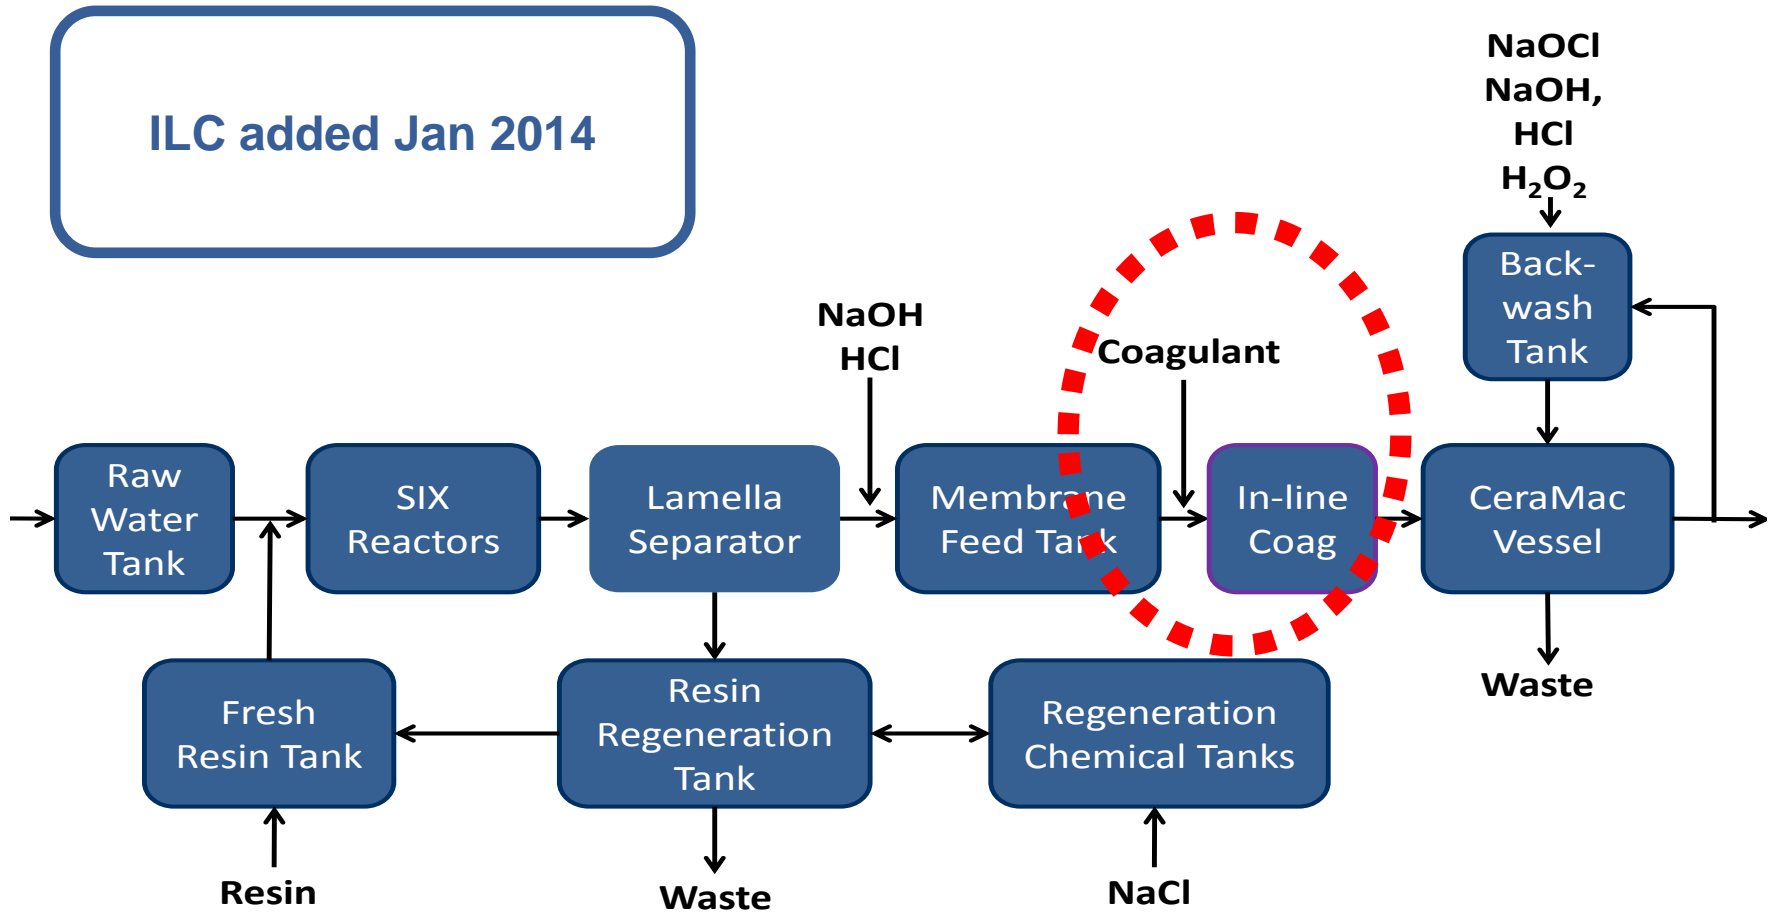 ILC added Jan 2014
NaOCl
NaOH,
HCl
H₂O₂
Back-
wash
Tank
NaOH
HCl
Coagulant
Raw
Water
Tank
SIX
Reactors
Lamella
Separator
Membrane
Feed Tank
In-line
Coag
CeraMac
Vessel
Fresh
Resin Tank
Resin
Regeneration
Tank
Regeneration
Chemical Tanks
Waste
Resin
Waste
NaCl